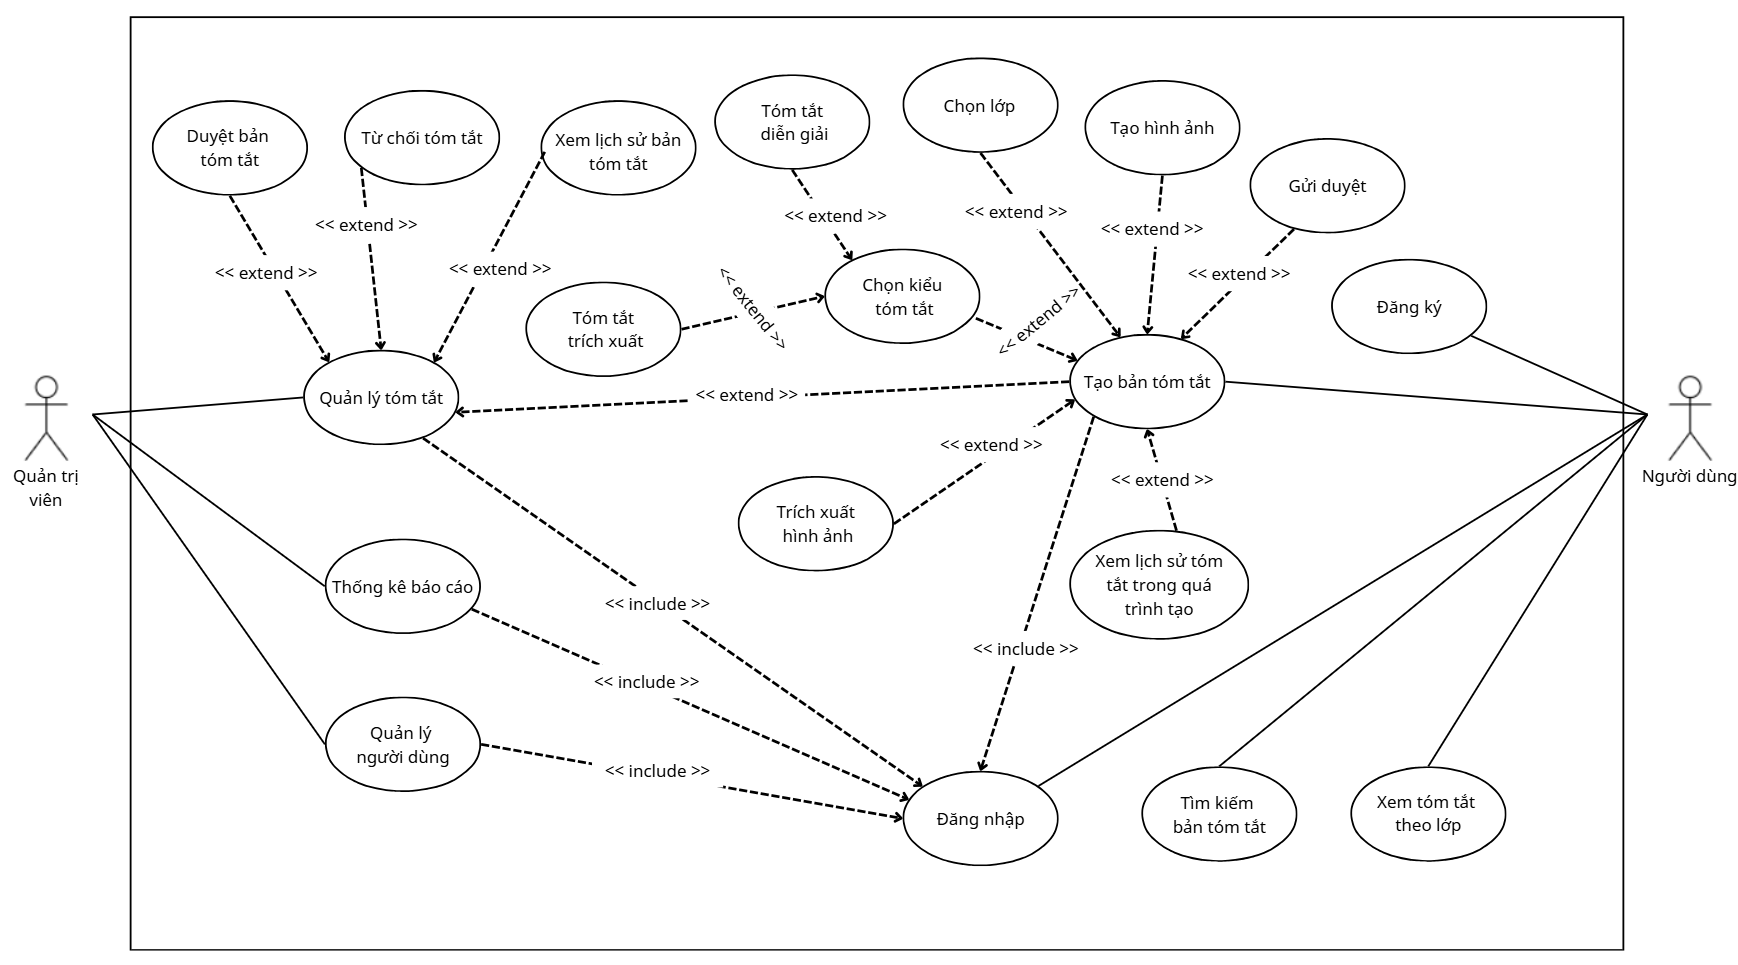 Chọn lớp
Tóm tắt
diễn giải
Tạo hình ảnh
Duyệt bản
tóm tắt
Từ chối tóm tắt
Xem lịch sử bản
tóm tắt
Gửi duyệt
<< extend >>
<< extend >>
<< extend >>
<< extend >>
<< extend >>
<< extend >>
<< extend >>
Chọn kiểu
tóm tắt
<< extend >>
<< extend >>
Đăng ký
Tóm tắt
trích xuất
Quản lý tóm tắt
<< extend >>
Tạo bản tóm tắt
<< extend >>
Quản trị
viên
Người dùng
<< extend >>
Trích xuất
hình ảnh
Xem lịch sử tóm
tắt trong quá
trình tạo
Thống kê báo cáo
<< include >>
<< include >>
<< include >>
Quản lý
người dùng
<< include >>
Đăng nhập
Tìm kiếm
bản tóm tắt
Xem tóm tắt
theo lớp